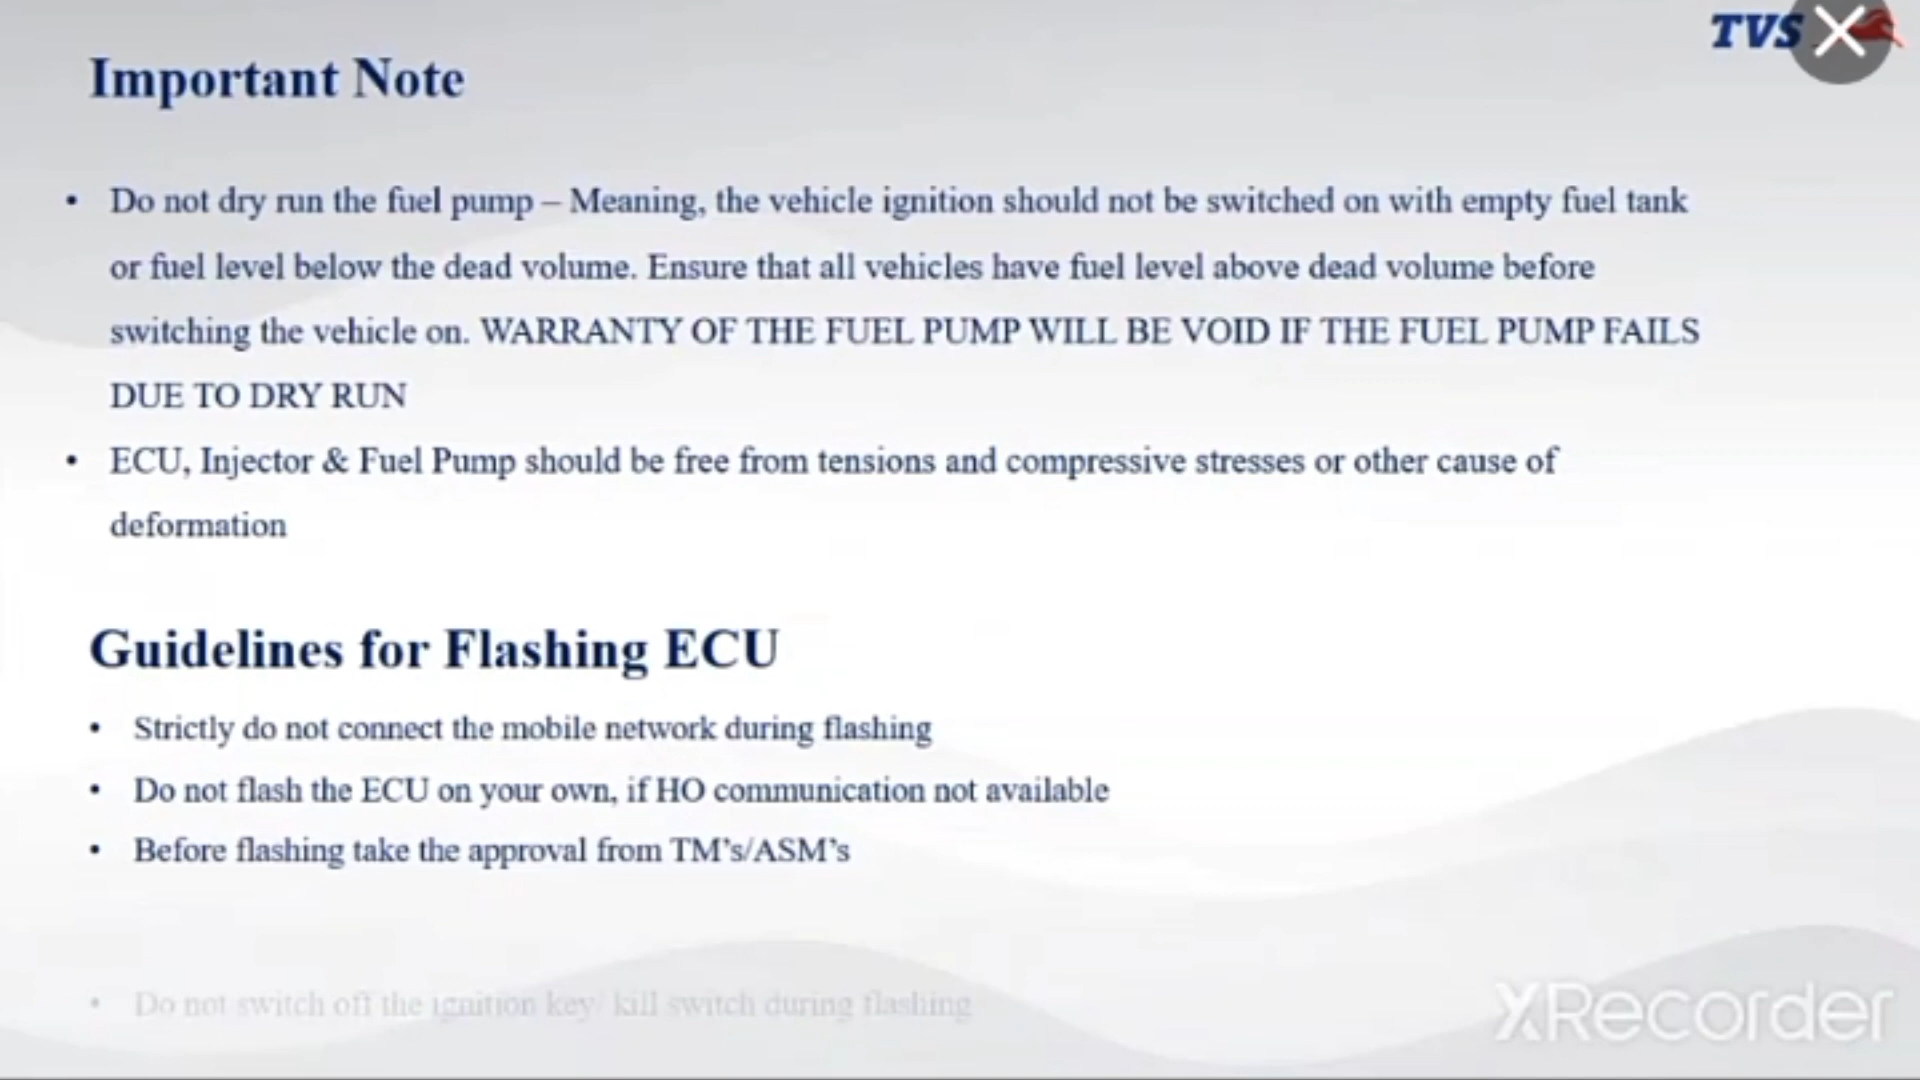 TVS
Important Note
• Do not dry run the fuel pump – Meaning, the vehicle ignition should not be switched on with empty fuel tank
or fuel level below the dead volume. Ensure that all vehicles have fuel level above dead volume before
switching the vehicle on. WARRANTY OF THE FUEL PUMP WILL BE VOID IF THE FUEL PUMP FAILS
DUE TO DRY RUN
• ECU, Injector & Fuel Pump should be free from tensions and compressive stresses or other cause of
deformation
Guidelines for Flashing ECU
• Strictly do not connect the mobile network during flashing
• Do not flash the ECU on your own, if HO communication not available
• Before flashing take the approval from TM’s/ASM’s
• Do not switch off the ignition key/ kill switch during flashing
XRecorder